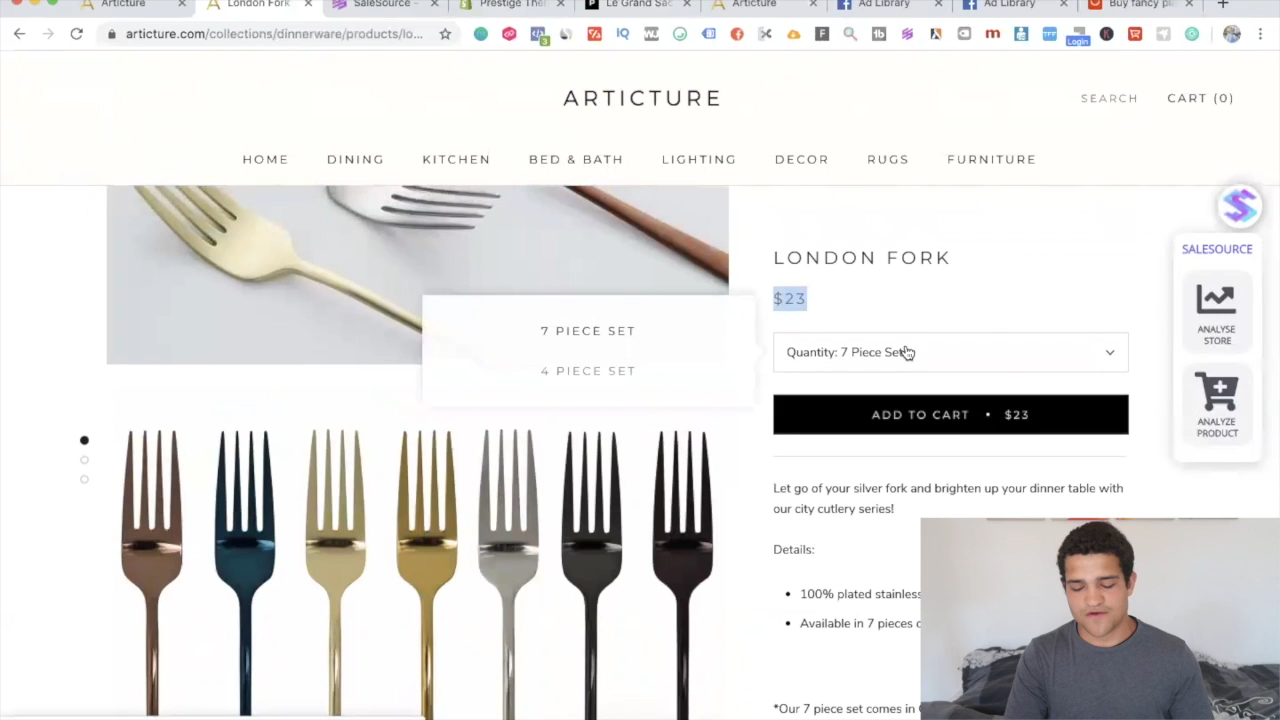 Articture
London Fork
SaleSource -
Prestige The
Le Grand Sac
Articture
Ad Library
Ad Library
Buy fancy pl
articture.com/collections/dinnerware/products/lo...
3
Login
ARTICTURE
SEARCH
CART (0)
HOME
DINING
KITCHEN
BED & BATH
LIGHTING
DECOR
RUGS
FURNITURE
SALESOURCE
ANALYSE
STORE
ANALYZE
PRODUCT
7 PIECE SET
4 PIECE SET
LONDON FORK
$23
Quantity: 7 Piece Set
ADD TO CART • $23
Let go of your silver fork and brighten up your dinner table with
our city cutlery series!
Details:
• 100% plated stainless
• Available in 7 pieces
*Our 7 piece set comes in